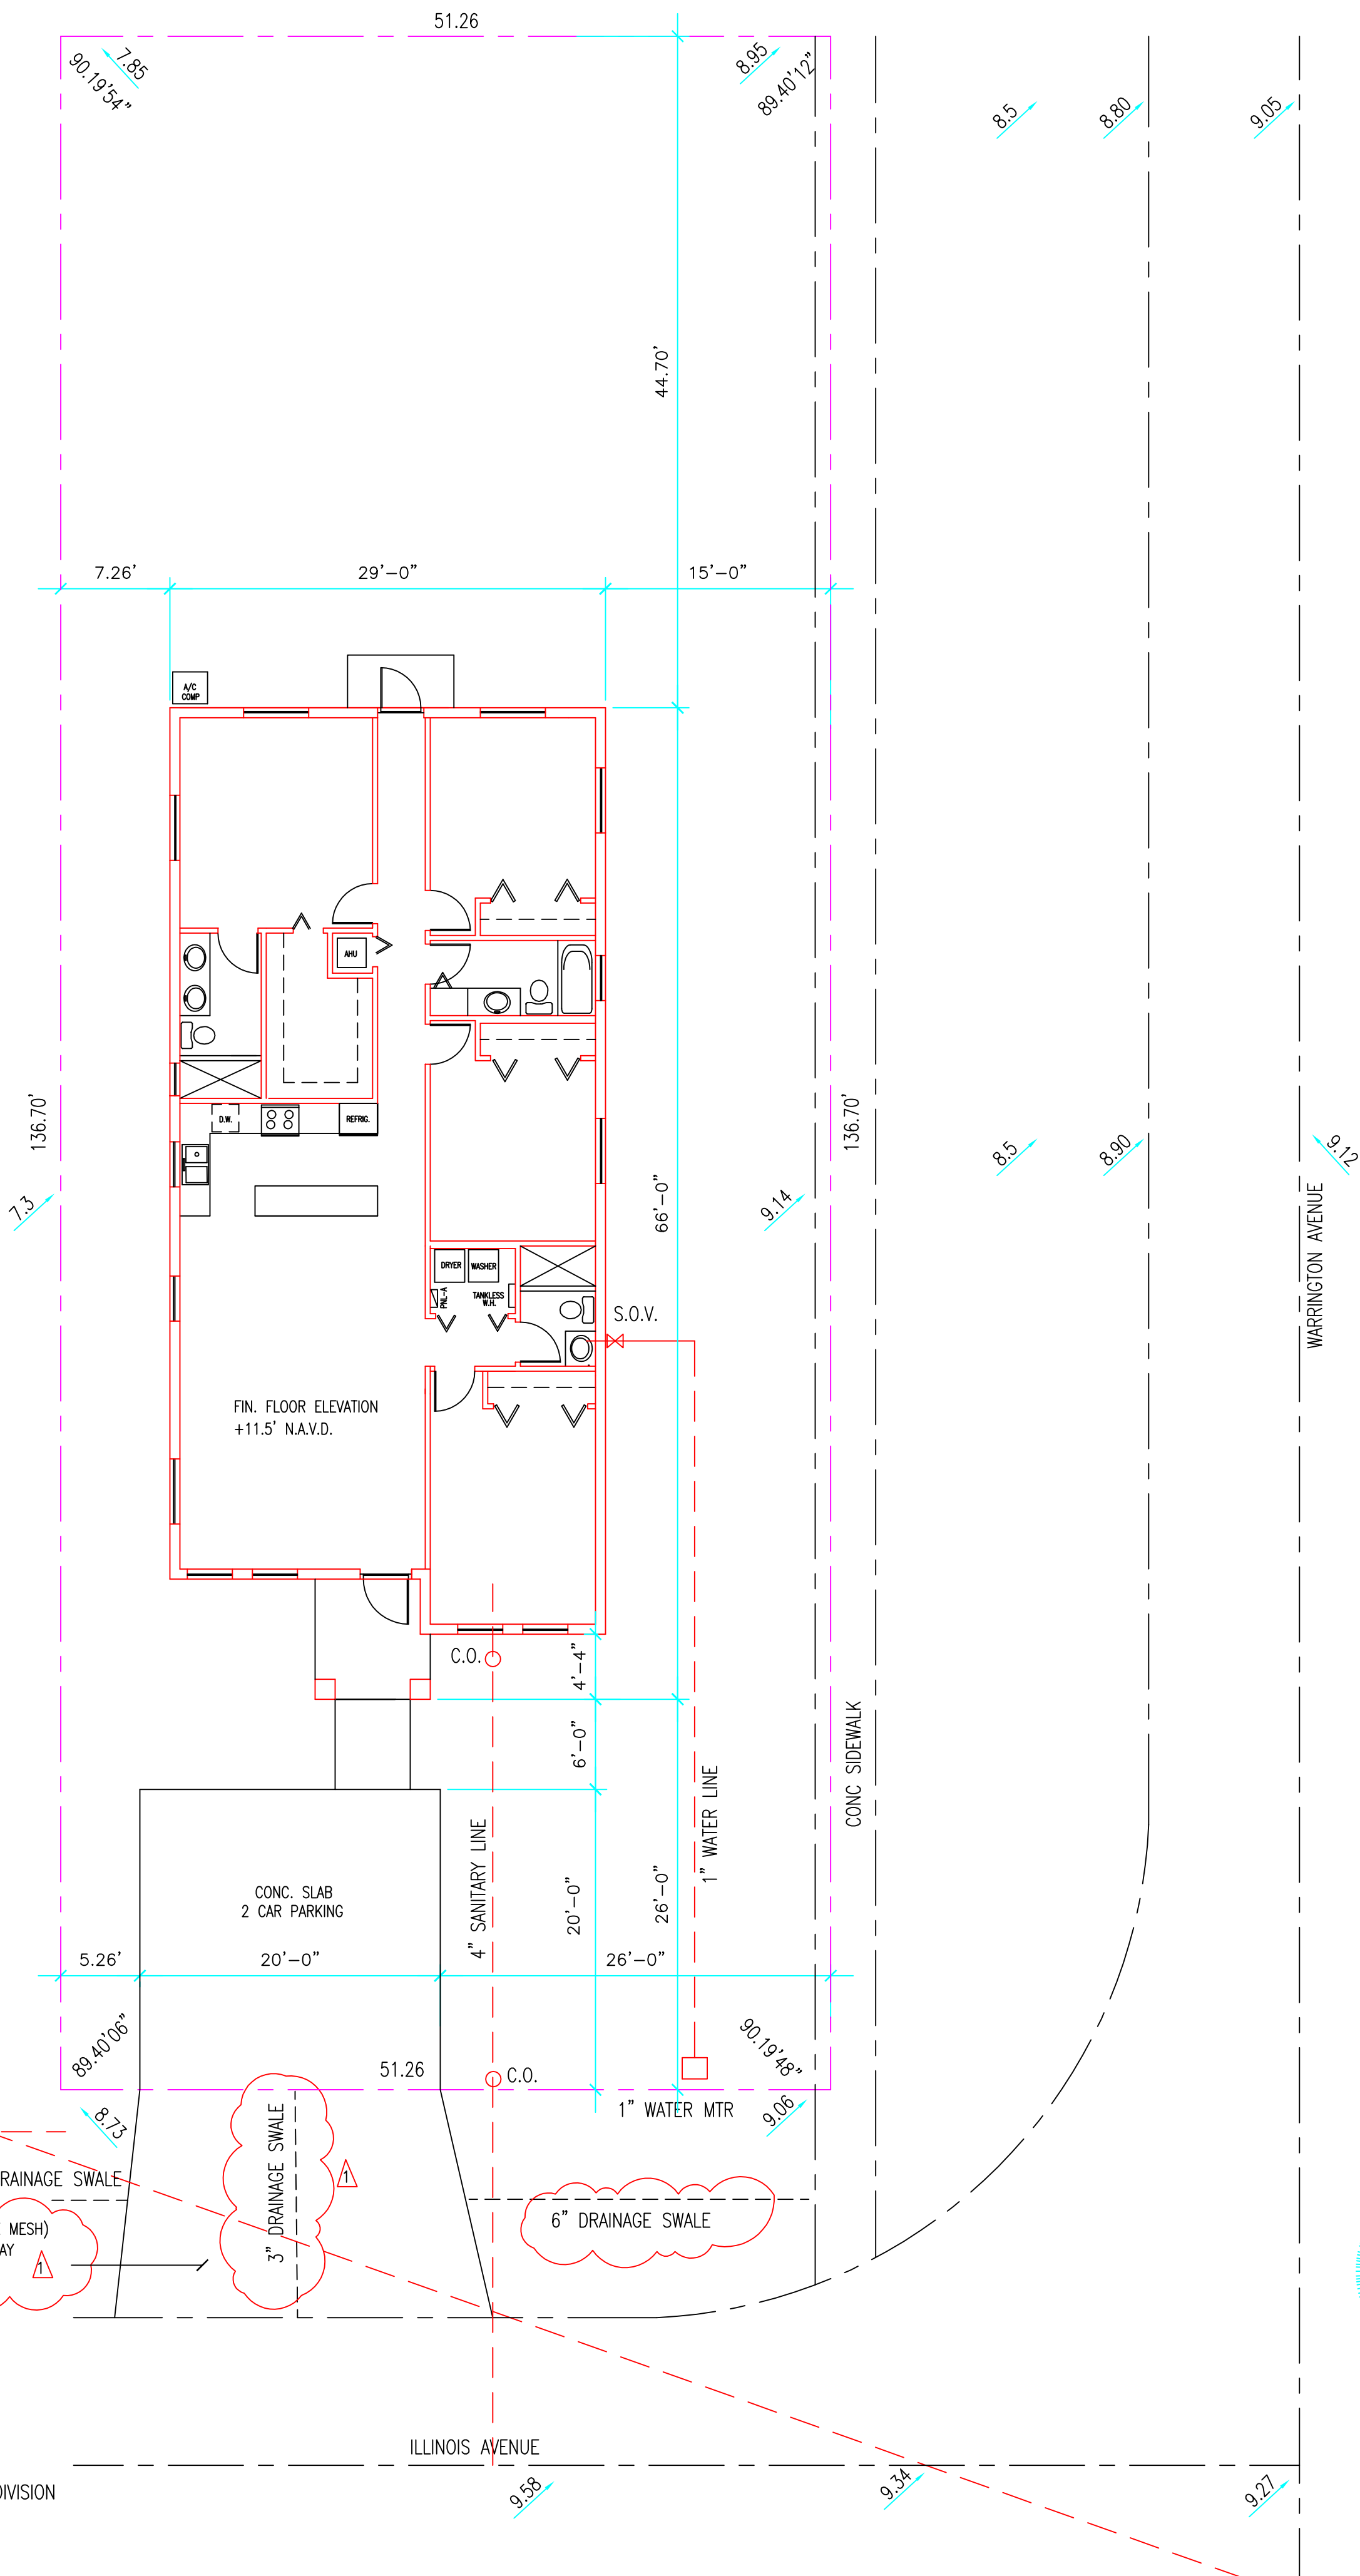 51.26
7.85
90.19'54"
8.95
89.40'12"
8.5
8.80
9.05
44.70'
7.26'
29'-0"
15'-0"
A/C
COMP
AHU
136.70'
D.W.
REFRIG.
136.70'
7.3
66'-0"
9.14
8.5
8.90
9.12
WARRINGTON AVENUE
DRYER
WASHER
PNL-A
TANKLESS
W.H.
S.O.V.
FIN. FLOOR ELEVATION
+11.5' N.A.V.D.
C.O.
4'-4"
6'-0"
CONC SIDEWALK
1" WATER LINE
4" SANITARY LINE
CONC. SLAB
2 CAR PARKING
20'-0"
26'-0"
5.26'
20'-0"
26'-0"
89.40'06"
90.19'48"
51.26
C.O.
1" WATER MTR
8.73
9.06
RAINAGE SWALE
3" DRAINAGE SWALE
1
6" DRAINAGE SWALE
MESH)
AY
1
ILLINOIS AVENUE
DIVISION
9.58
9.34
9.27